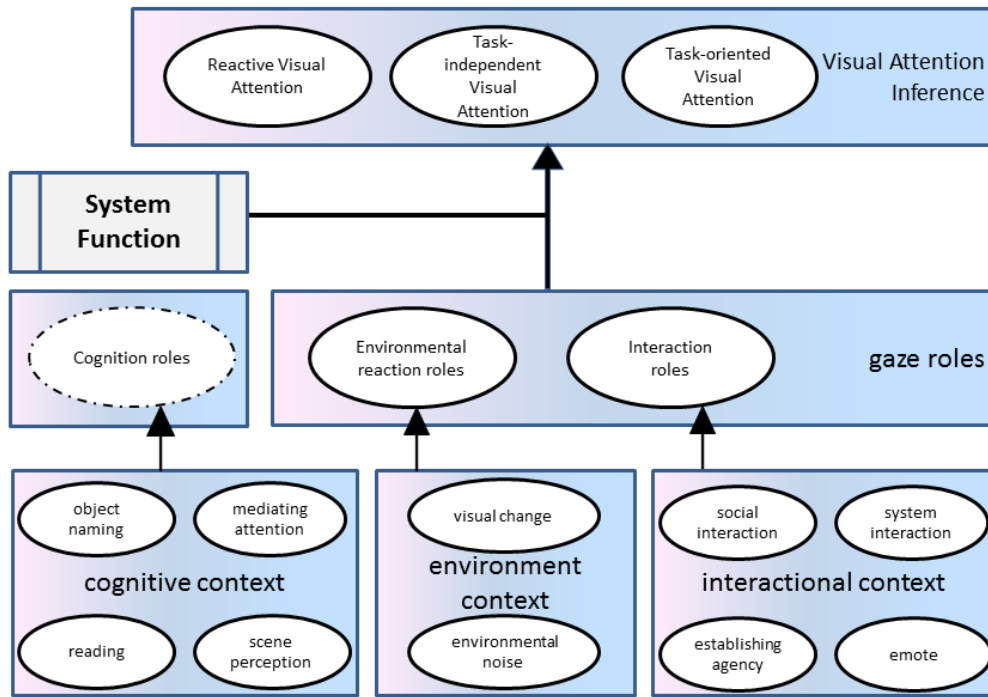 Reactive Visual
Attention
Task-
independent
Visual
Attention
Task-oriented
Visual
Attention
Visual Attention
Inference
System
Function
Cognition roles
Environmental
reaction roles
Interaction
roles
gaze roles
object
naming
mediating
attention
cognitive context
reading
scene
perception
visual change
environment
context
environmental
noise
social
interaction
system
interaction
interactional context
establishing
agency
emote